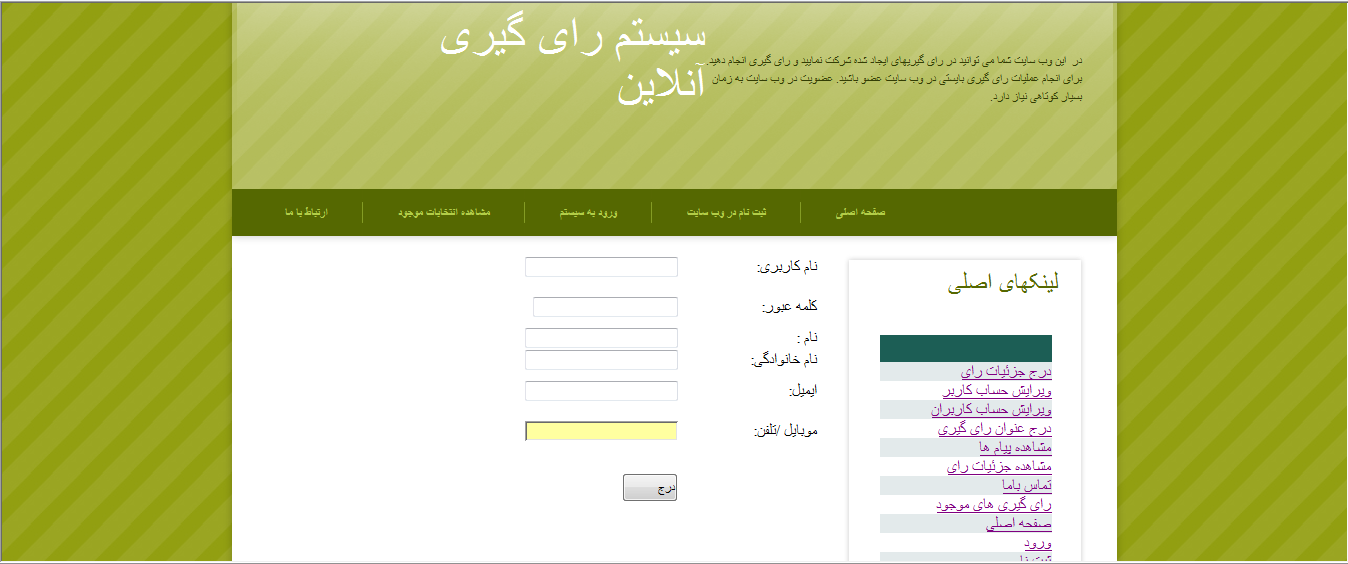 سیستم رای گیری
آنلاین
در این وب سایت شما می توانید در رای گیریهای ایجاد شده شرکت نمایید و رای گیری انجام دهید.
برای انجام عملیات رای گیری بایستی در وب سایت عضو باشید. عضویت در وب سایت به زمان
بسیار کوتاهی نیاز دارد.
صفحه اصلی
ثبت نام در وب سایت
ورود به سیستم
مشاهده انتخابات موجود
ارتباط با ما
لینکهای اصلی
درج جزئیات رای
ویرایش حساب کاربر
ویرایش حساب کاربران
درج عنوان رای گیری
مشاهده پیام ها
مشاهده جزئیات رای
تماس باما
رای گیری های موجود
صفحه اصلی
ورود
نام کاربری:
کلمه عبور:
نام :
نام خانوادگی:
ایمیل:
موبایل /تلفن:
درج